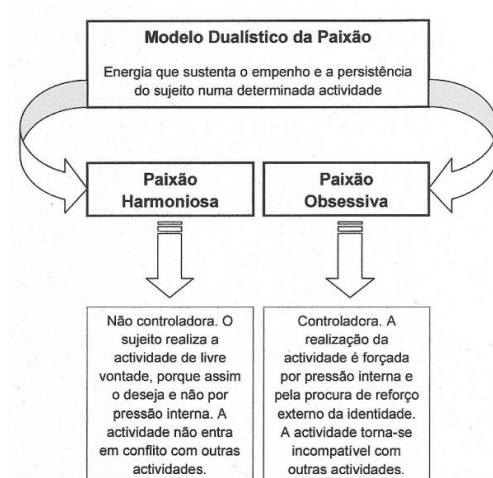 Modelo Dualístico da Paixão
Energia que sustenta o empenho e a persistência
do sujeito numa determinada actividade
Paixão
Harmoniosa
Paixão
Obsessiva
Não controladora. O
sujeito realiza a
actividade de livre
vontade, porque assim
o deseja e não por
pressão interna. A
actividade não entra
em conflito com outras
actividades.
Controladora. A
realização da
actividade é forçada
por pressão interna e
pela procura de reforço
externo da identidade.
A actividade torna-se
incompatível com
outras actividades.